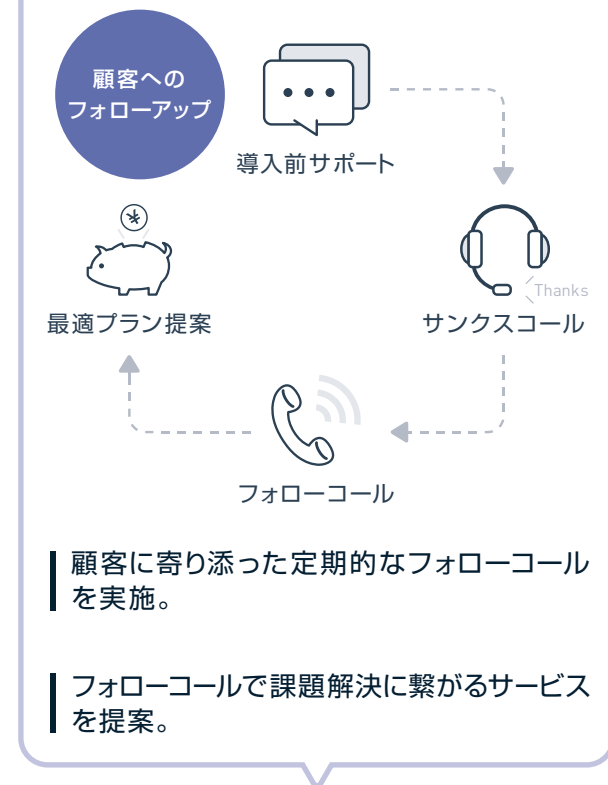 顧客への
フォローアップ
導入前サポート
Thanks
サンクスコール
フォローコール
¥
最適プラン提案
顧客に寄り添った定期的なフォローコール
を実施。
フォローコールで課題解決に繋がるサービス
を提案。